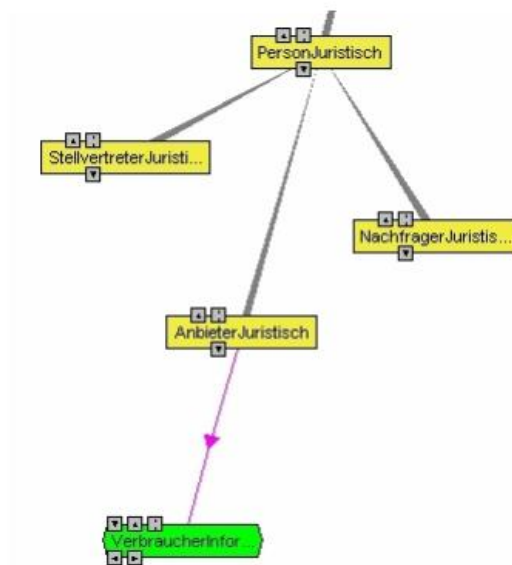 PersonJuristisch
StellvertreterJuristi...
NachfragerJuristis...
AnbieterJuristisch
VerbraucherInfor...